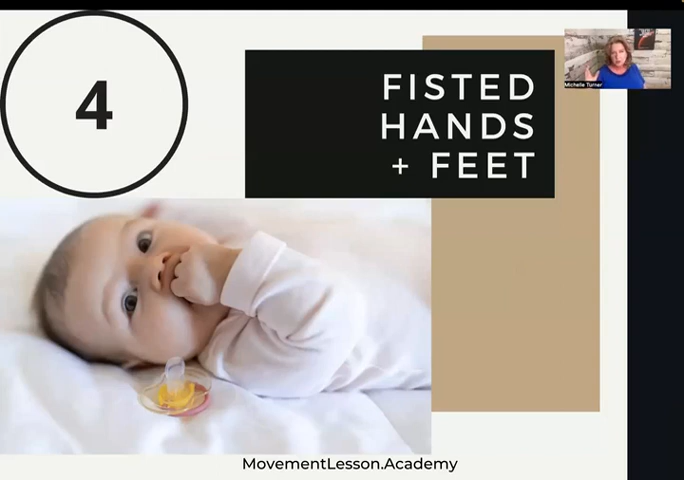 4
FISTED
HANDS
+ FEET
Michelle Turner
MovementLesson.Academy